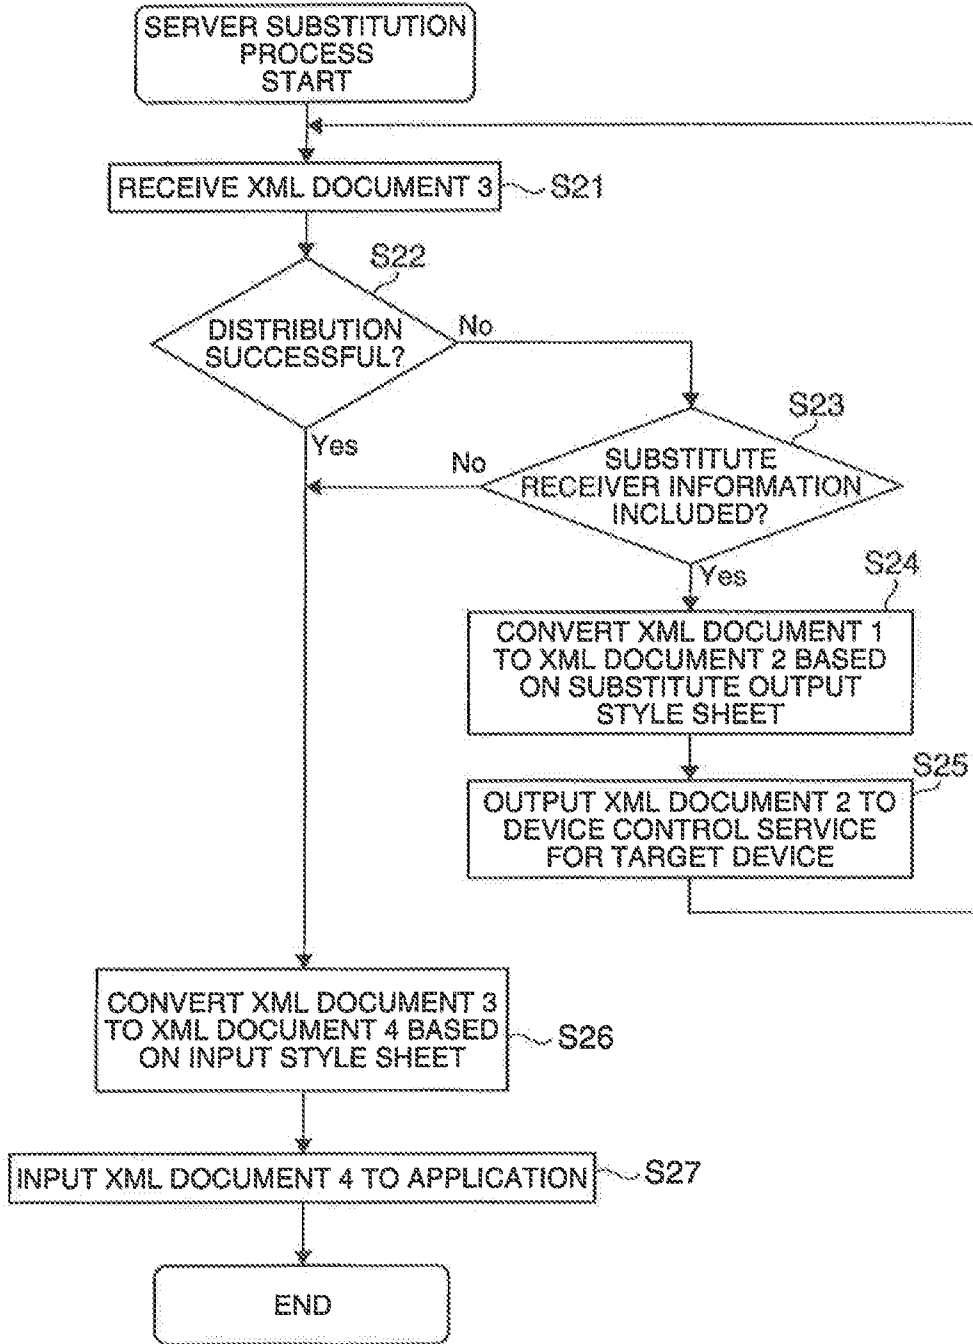 SERVER SUBSTITUTION
PROCESS
START
RECEIVE XML DOCUMENT 3
S21
S22
DISTRIBUTION
SUCCESSFUL?
No
Yes
S23
SUBSTITUTE
RECEIVER INFORMATION
INCLUDED?
No
Yes
S24
CONVERT XML DOCUMENT 1
TO XML DOCUMENT 2 BASED
ON SUBSTITUTE OUTPUT
STYLE SHEET
S25
OUTPUT XML DOCUMENT 2 TO
DEVICE CONTROL SERVICE
FOR TARGET DEVICE
CONVERT XML DOCUMENT 3
TO XML DOCUMENT 4 BASED
ON INPUT STYLE SHEET
S26
INPUT XML DOCUMENT 4 TO APPLICATION
S27
END